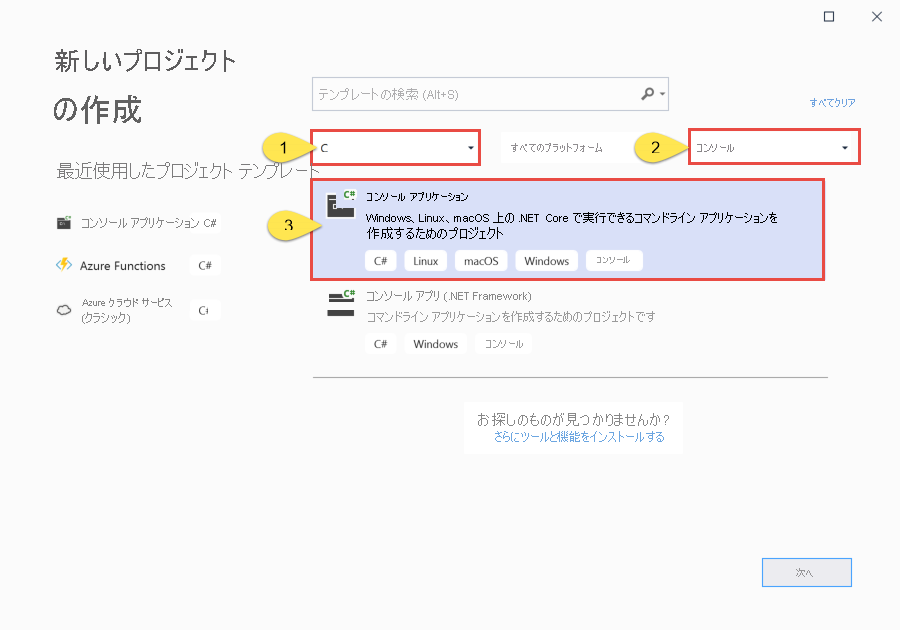 新しいプロジェクト
の作成
テンプレートの検索 (Alt+S)
すべてクリア
1
C
すべてのプラットフォーム
2
コンソール
最近使用したプロジェクト テンプレート
コンソール アプリケーション C#
Azure Functions
C#
Azure クラウド サービス
(クラシック)
C#
3
C#
コンソール アプリケーション
Windows、Linux、macOS 上の .NET Core で実行できるコマンドライン アプリケーションを
作成するためのプロジェクト
C#
Linux
macOS
Windows
コンソール
C#
コンソール アプリ (.NET Framework)
コマンドライン アプリケーションを作成するためのプロジェクトです
C#
Windows
コンソール
お探しのものが見つかりませんか?
さらにツールと機能をインストールする
次へ